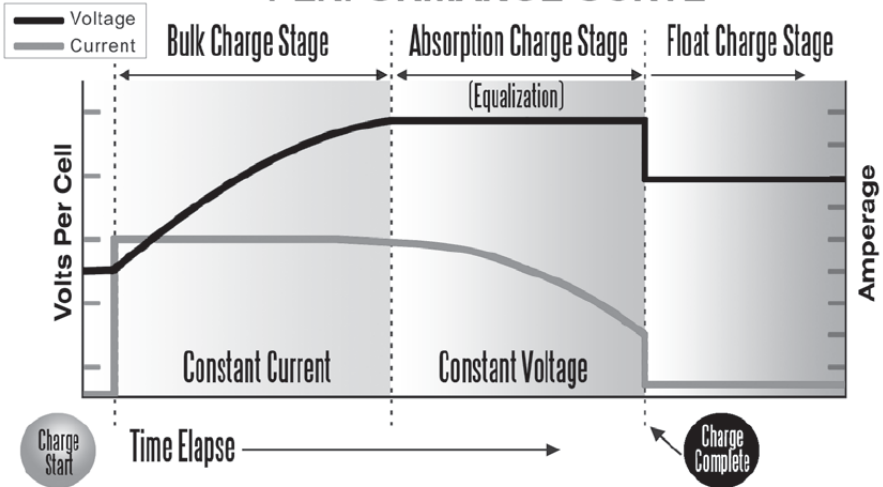 Voltage
Current
Bulk Charge Stage
Absorption Charge Stage
Float Charge Stage
(Equalization)
Volts Per Cell
Amperage
Constant Current
Constant Voltage
Charge
Start
Time Elapse
Charge
Complete